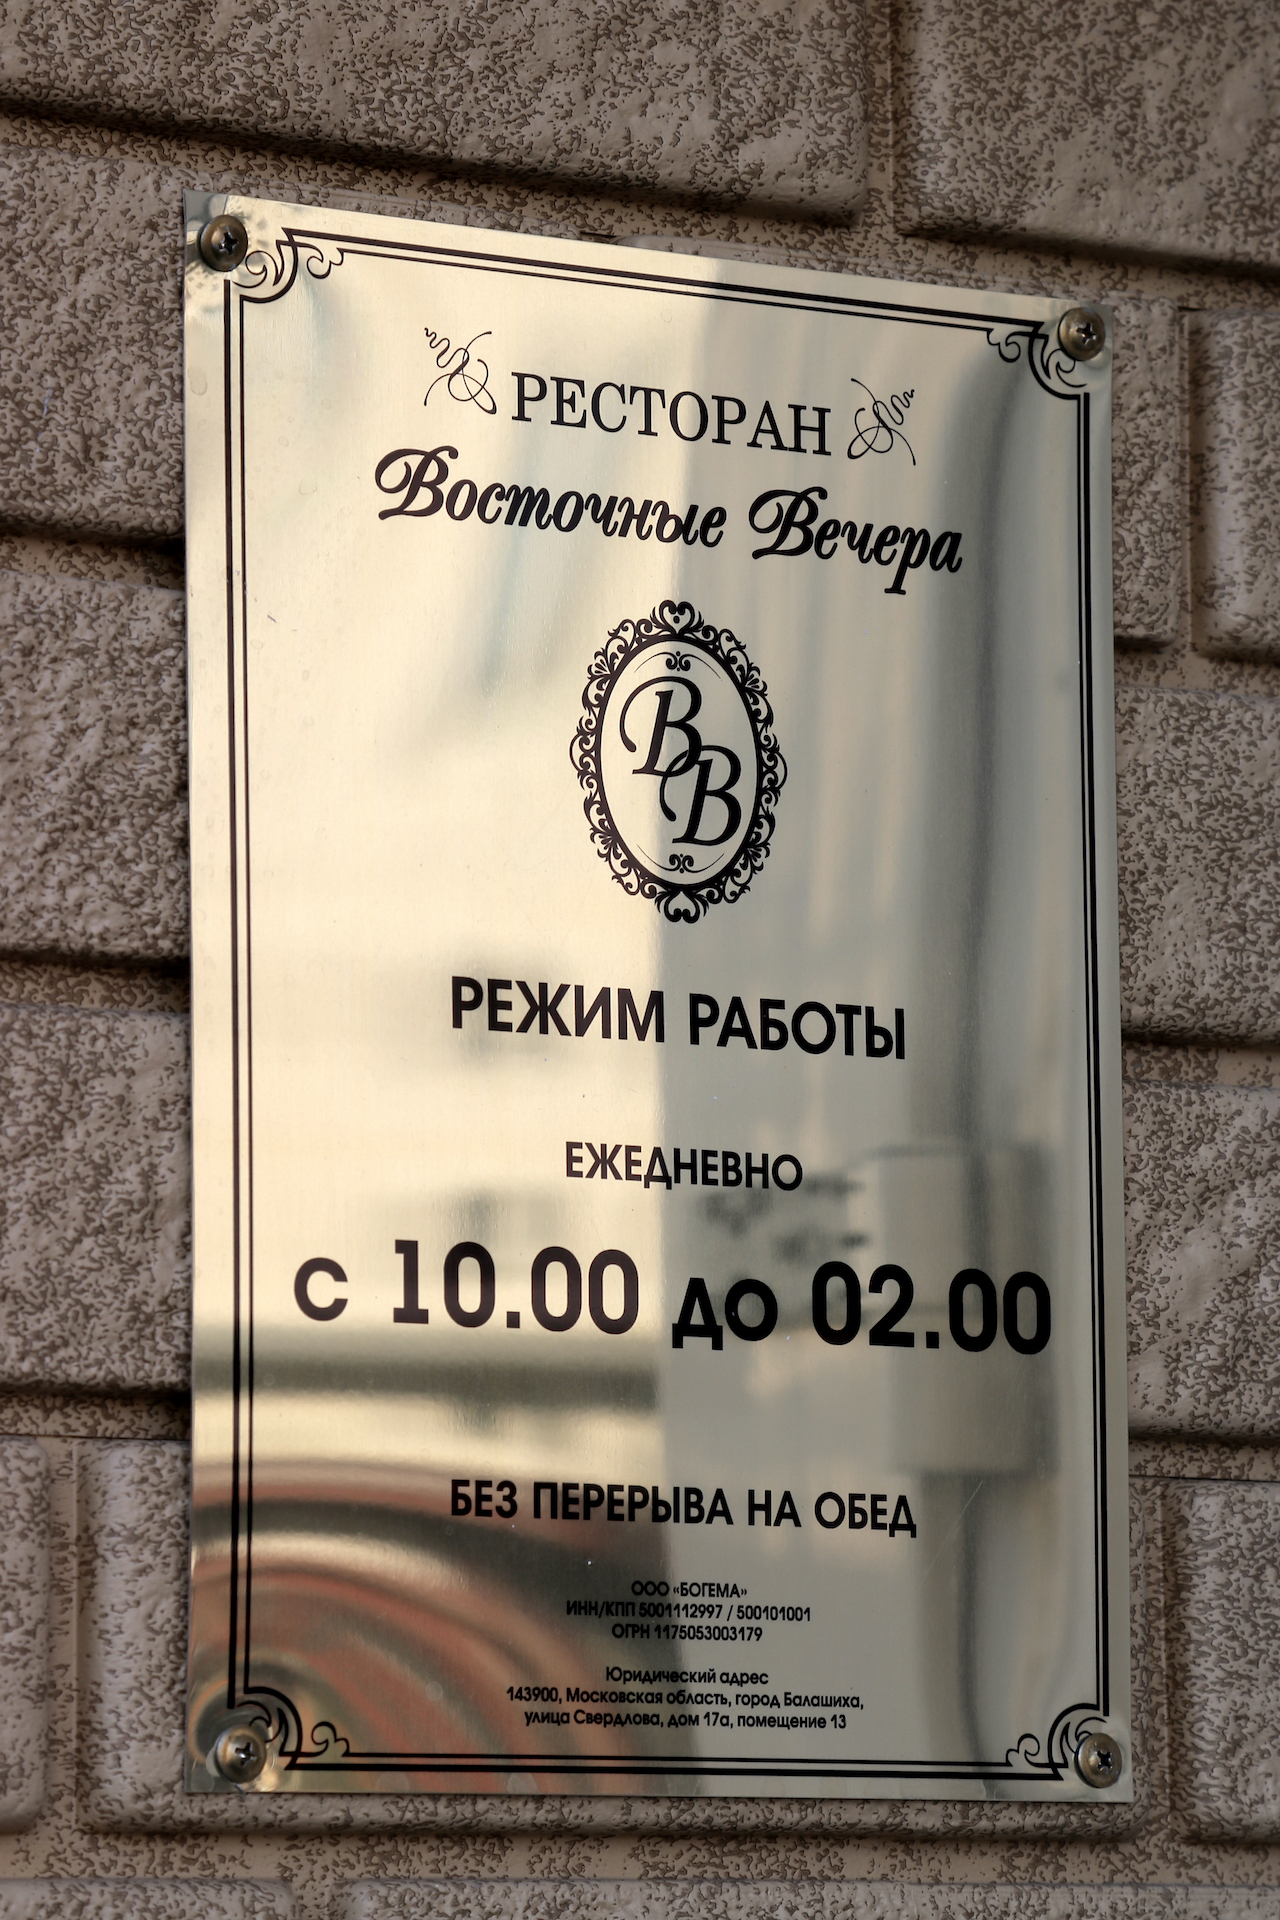 РЕСТОРАН
Восточные Вечера
В
В
РЕЖИМ РАБОТЫ
ЕЖЕДНЕВНО
с 10.00 до 02.00
БЕЗ ПЕРЕРЫВА НА ОБЕД
ООО «БОГЕМА»
ИНН/КПП 5001112997 / 500101001
ОГРН 1175053003179
Юридический адрес
143900, Московская область, город Балашиха,
улица Свердлова, дом 17а, помещение 13